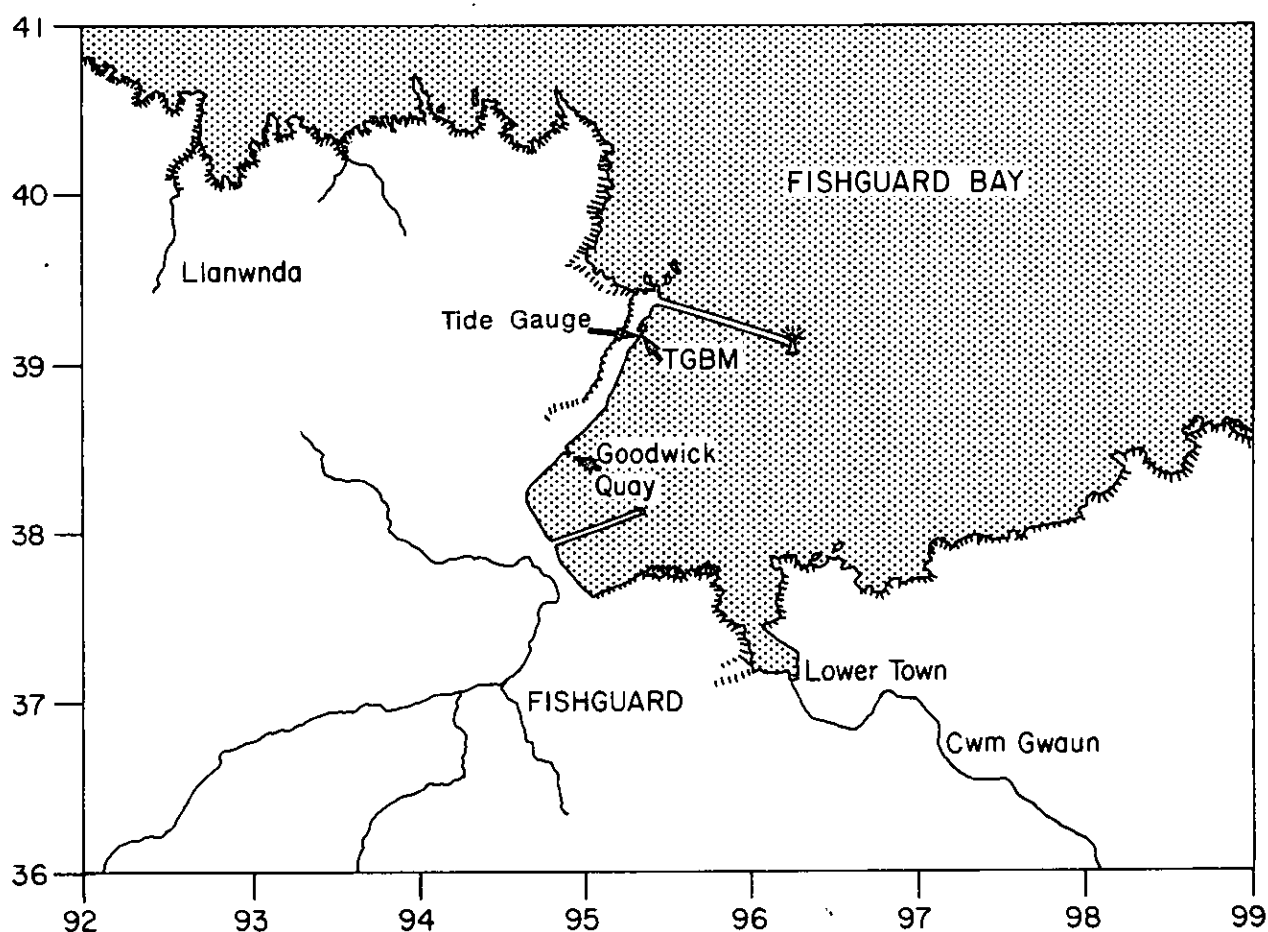 41
40
39
38
37
36
92
93
94
95
96
97
98
99
FISHGUARD BAY
Llanwnda
Tide Gauge
TGBM
Goodwick
Quay
Lower Town
FISHGUARD
Cwm Gwaun